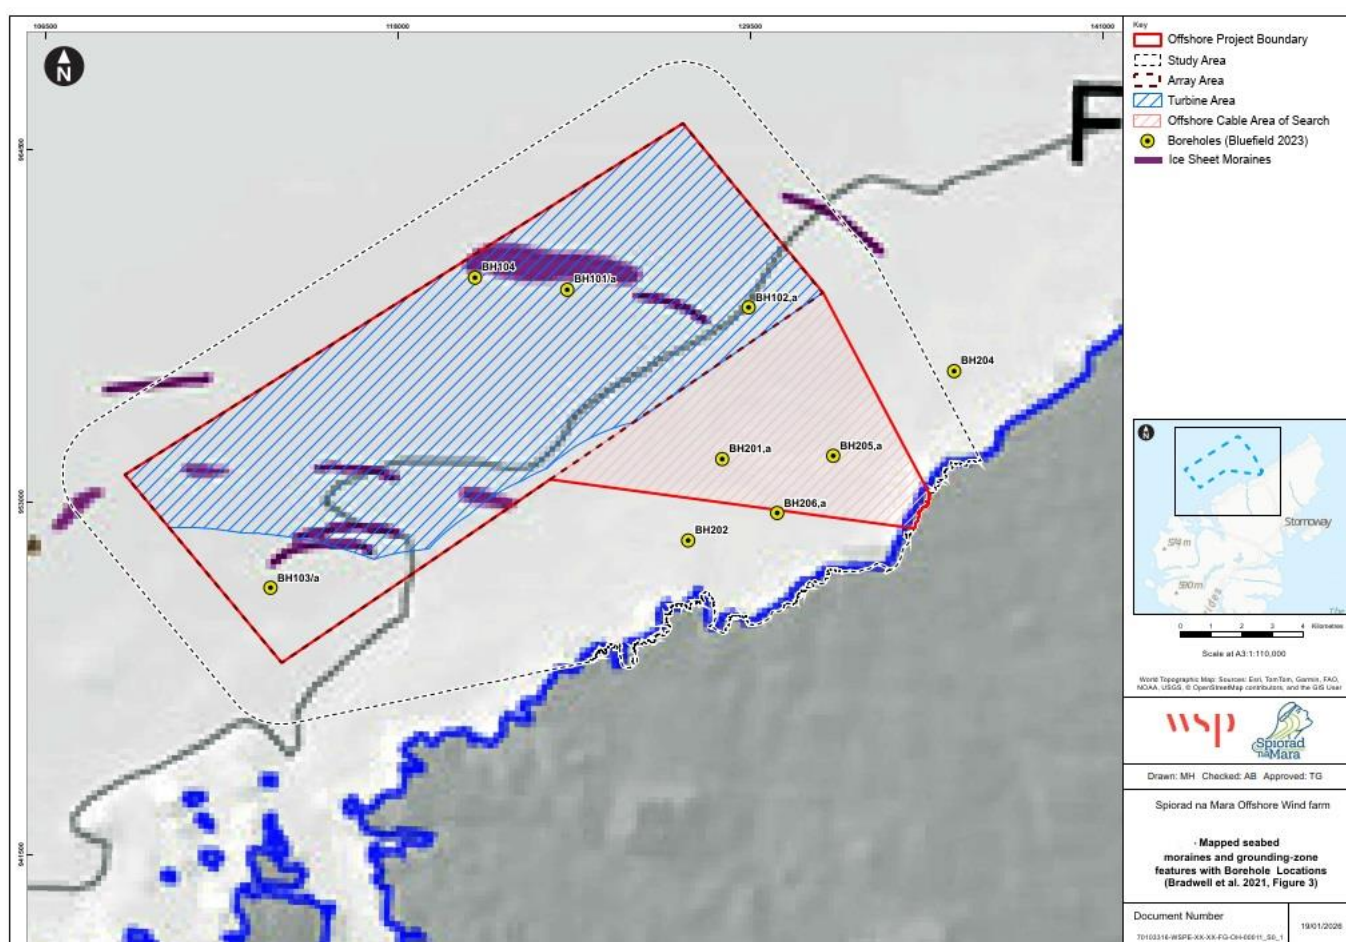 106500
118000
129500
141000
964500
953000
941500
N
F
BH104
BH101/a
BH102,a
BH204
BH201,a
BH205,a
BH206,a
BH202
BH103/a
Key
Offshore Project Boundary
Study Area
Array Area
Turbine Area
Offshore Cable Area of Search
Boreholes (Bluefield 2023)
Ice Sheet Moraines
N
Stornoway
574 m
rides
The
0 1 2 3 4 Kilometres
Scale at A3:1:110,000
World Topographic Map: Sources: Esri, TomTom, Garmin, FAO,
NOAA, USGS, © OpenStreetMap contributors, and the GIS User
wsp
Spiorad
na Mara
Drawn: MH Checked: AB Approved: TG
Spiorad na Mara Offshore Wind farm
· Mapped seabed
moraines and grounding-zone
features with Borehole Locations
(Bradwell et al. 2021, Figure 3)
Document Number
19/01/2026